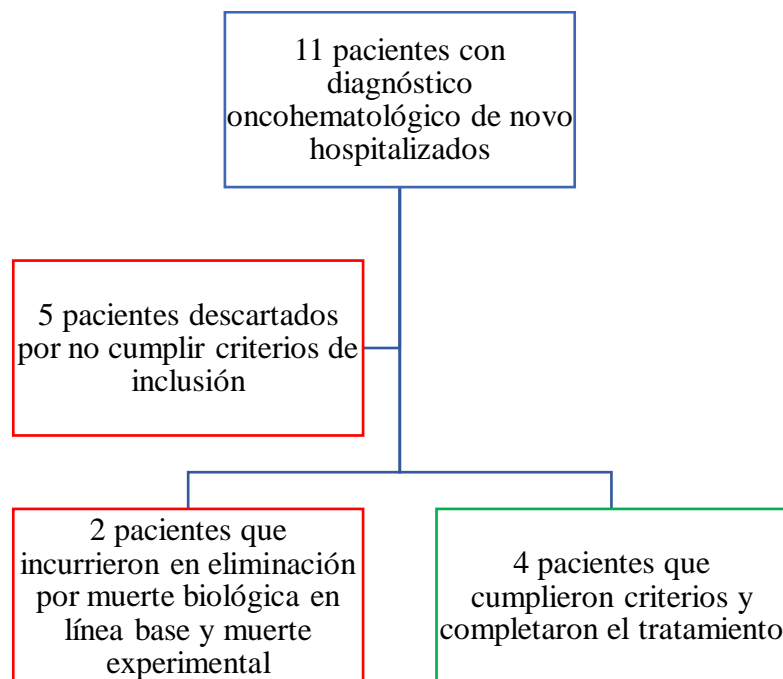 11 pacientes con
diagnóstico
oncohematológico de novo
hospitalizados
5 pacientes descartados
por no cumplir criterios de
inclusión
2 pacientes que
incurrieron en eliminación
por muerte biológica en
línea base y muerte
experimental
4 pacientes que
cumplieron criterios y
completaron el tratamiento